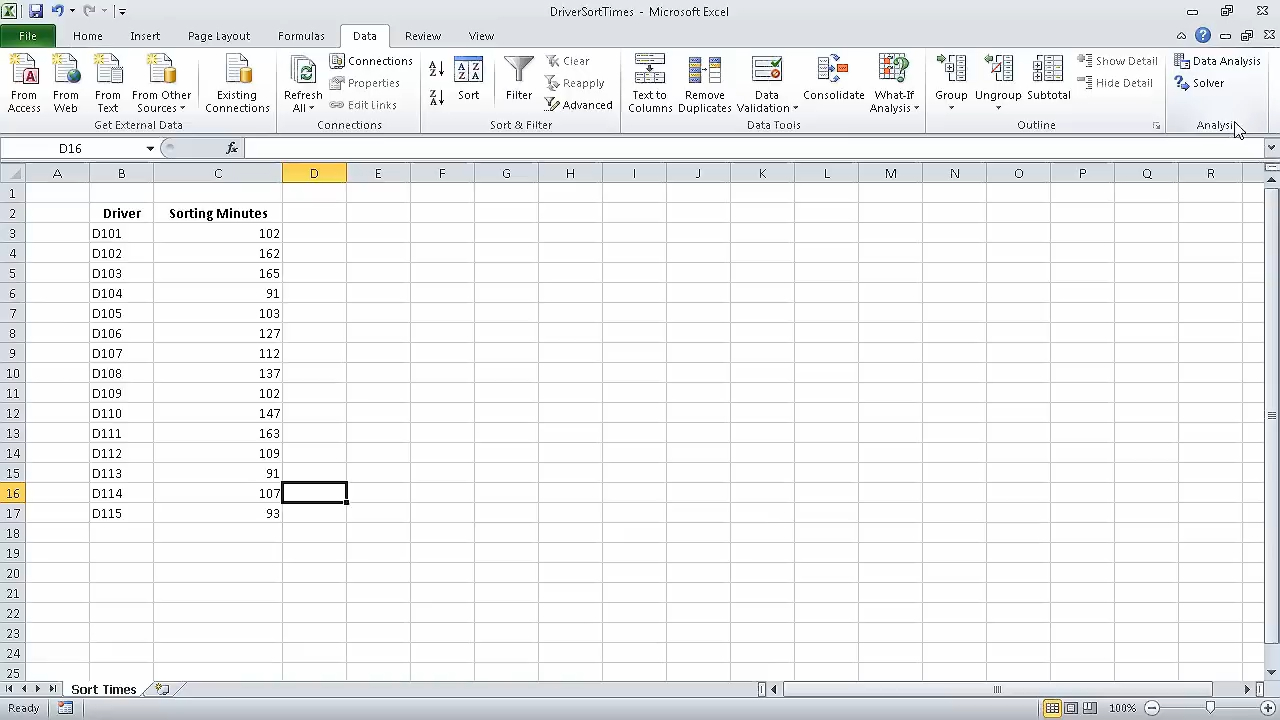 DriverSortTimes - Microsoft Excel
File Home Insert Page Layout Formulas Data Review View
From Access From Web From Text From Other Sources Existing Connections
Get External Data
Refresh All Connections Properties Edit Links
Connections
Sort Filter Clear Reapply Advanced
Sort & Filter
Text to Columns Remove Duplicates Data Validation Consolidate What-If Analysis
Data Tools
Group Ungroup Subtotal Show Detail Hide Detail
Outline
Data Analysis Solver
Analysis
D16 fx
A B C D E F G H I J K L M N O P Q R
1
2 Driver Sorting Minutes
3 D101 102
4 D102 162
5 D103 165
6 D104 91
7 D105 103
8 D106 127
9 D107 112
10 D108 137
11 D109 102
12 D110 147
13 D111 163
14 D112 109
15 D113 91
16 D114 107
17 D115 93
18
19
20
21
22
23
24
25
Sort Times
Ready 100%